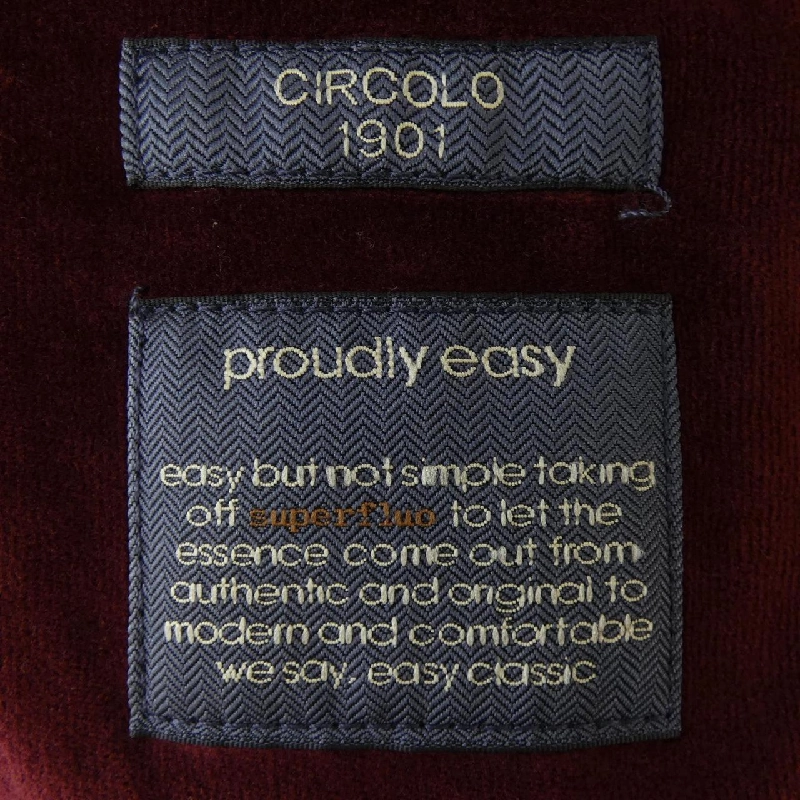 CIRCOLO
1901
proudly easy
easy but not simple taking
off superfluo to let the
essence come out from
authentic and original to
modern and comfortable
we say, easy classic